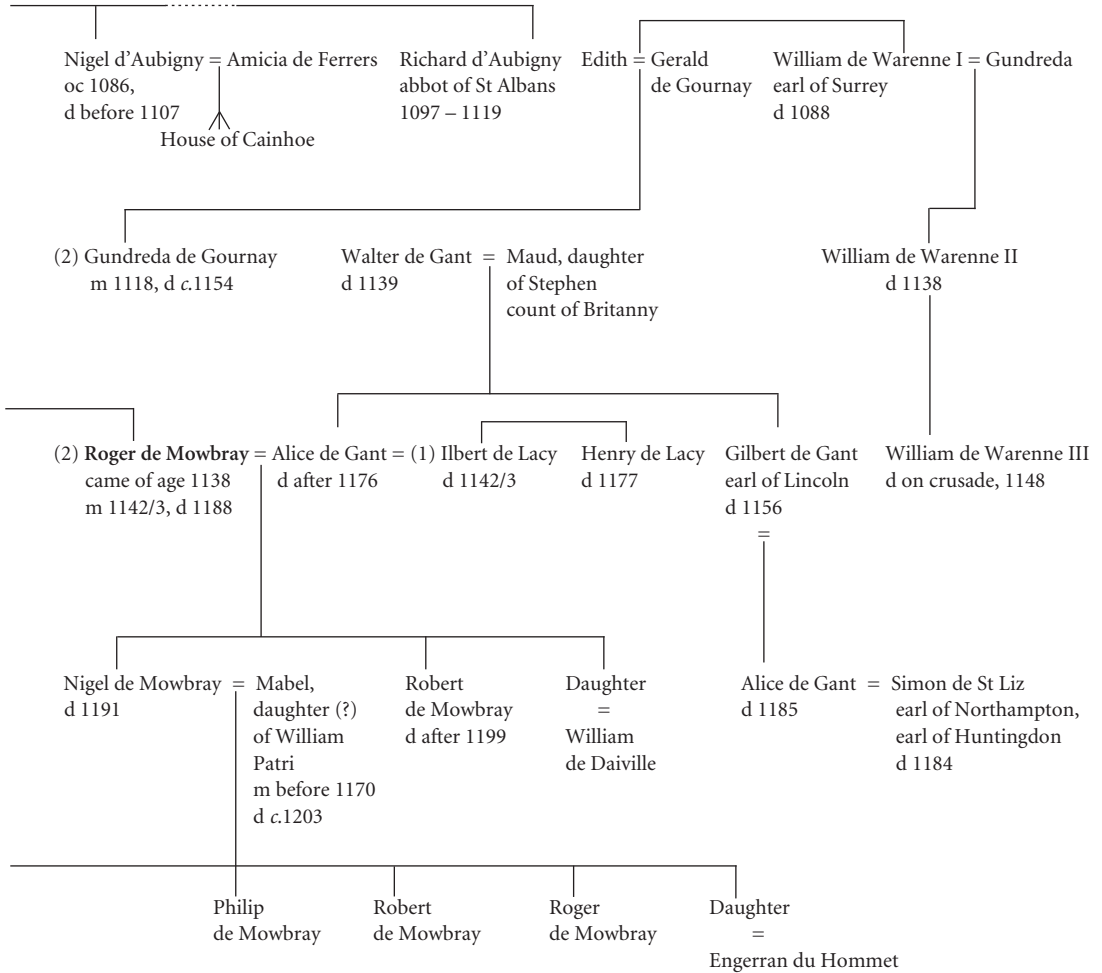 Nigel d’Aubigny = Amicia de Ferrers
oc 1086,
d before 1107
House of Cainhoe
Richard d’Aubigny
abbot of St Albans
1097 – 1119
Edith = Gerald
de Gournay
William de Warenne I = Gundreda
earl of Surrey
d 1088
(2) Gundreda de Gournay
m 1118, d c.1154
Walter de Gant = Maud, daughter
d 1139
of Stephen
count of Britanny
William de Warenne II
d 1138
(2) Roger de Mowbray = Alice de Gant = (1) Ilbert de Lacy
came of age 1138
m 1142/3, d 1188
d after 1176
d 1142/3
Henry de Lacy
d 1177
Gilbert de Gant
earl of Lincoln
d 1156
=
William de Warenne III
d on crusade, 1148
Nigel de Mowbray = Mabel,
d 1191
daughter (?)
of William
Patri
m before 1170
d c.1203
Robert
de Mowbray
d after 1199
Daughter
=
William
de Daiville
Alice de Gant = Simon de St Liz
d 1185
earl of Northampton,
earl of Huntingdon
d 1184
Philip
de Mowbray
Robert
de Mowbray
Roger
de Mowbray
Daughter
=
Engerran du Hommet